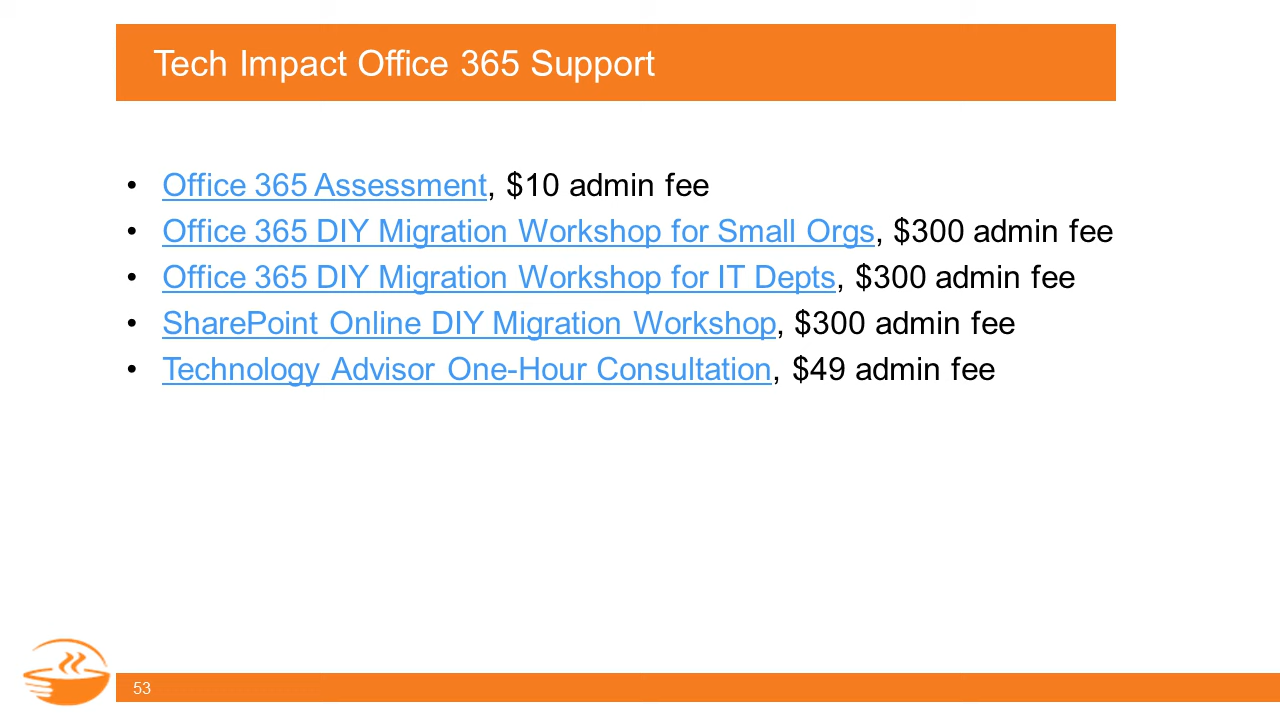 Tech Impact Office 365 Support
• Office 365 Assessment, $10 admin fee
• Office 365 DIY Migration Workshop for Small Orgs, $300 admin fee
• Office 365 DIY Migration Workshop for IT Depts, $300 admin fee
• SharePoint Online DIY Migration Workshop, $300 admin fee
• Technology Advisor One-Hour Consultation, $49 admin fee
53